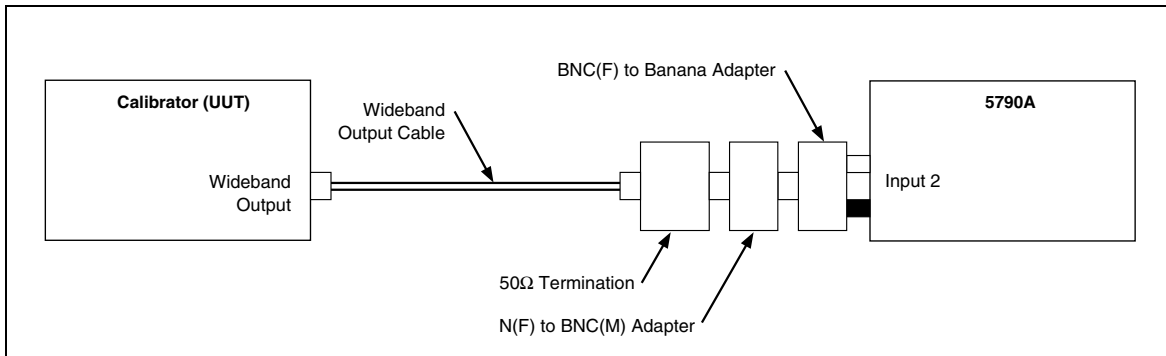 BNC(F) to Banana Adapter
Calibrator (UUT)
5790A
Wideband
Output Cable
Wideband
Output
Input 2
50Ω Termination
N(F) to BNC(M) Adapter